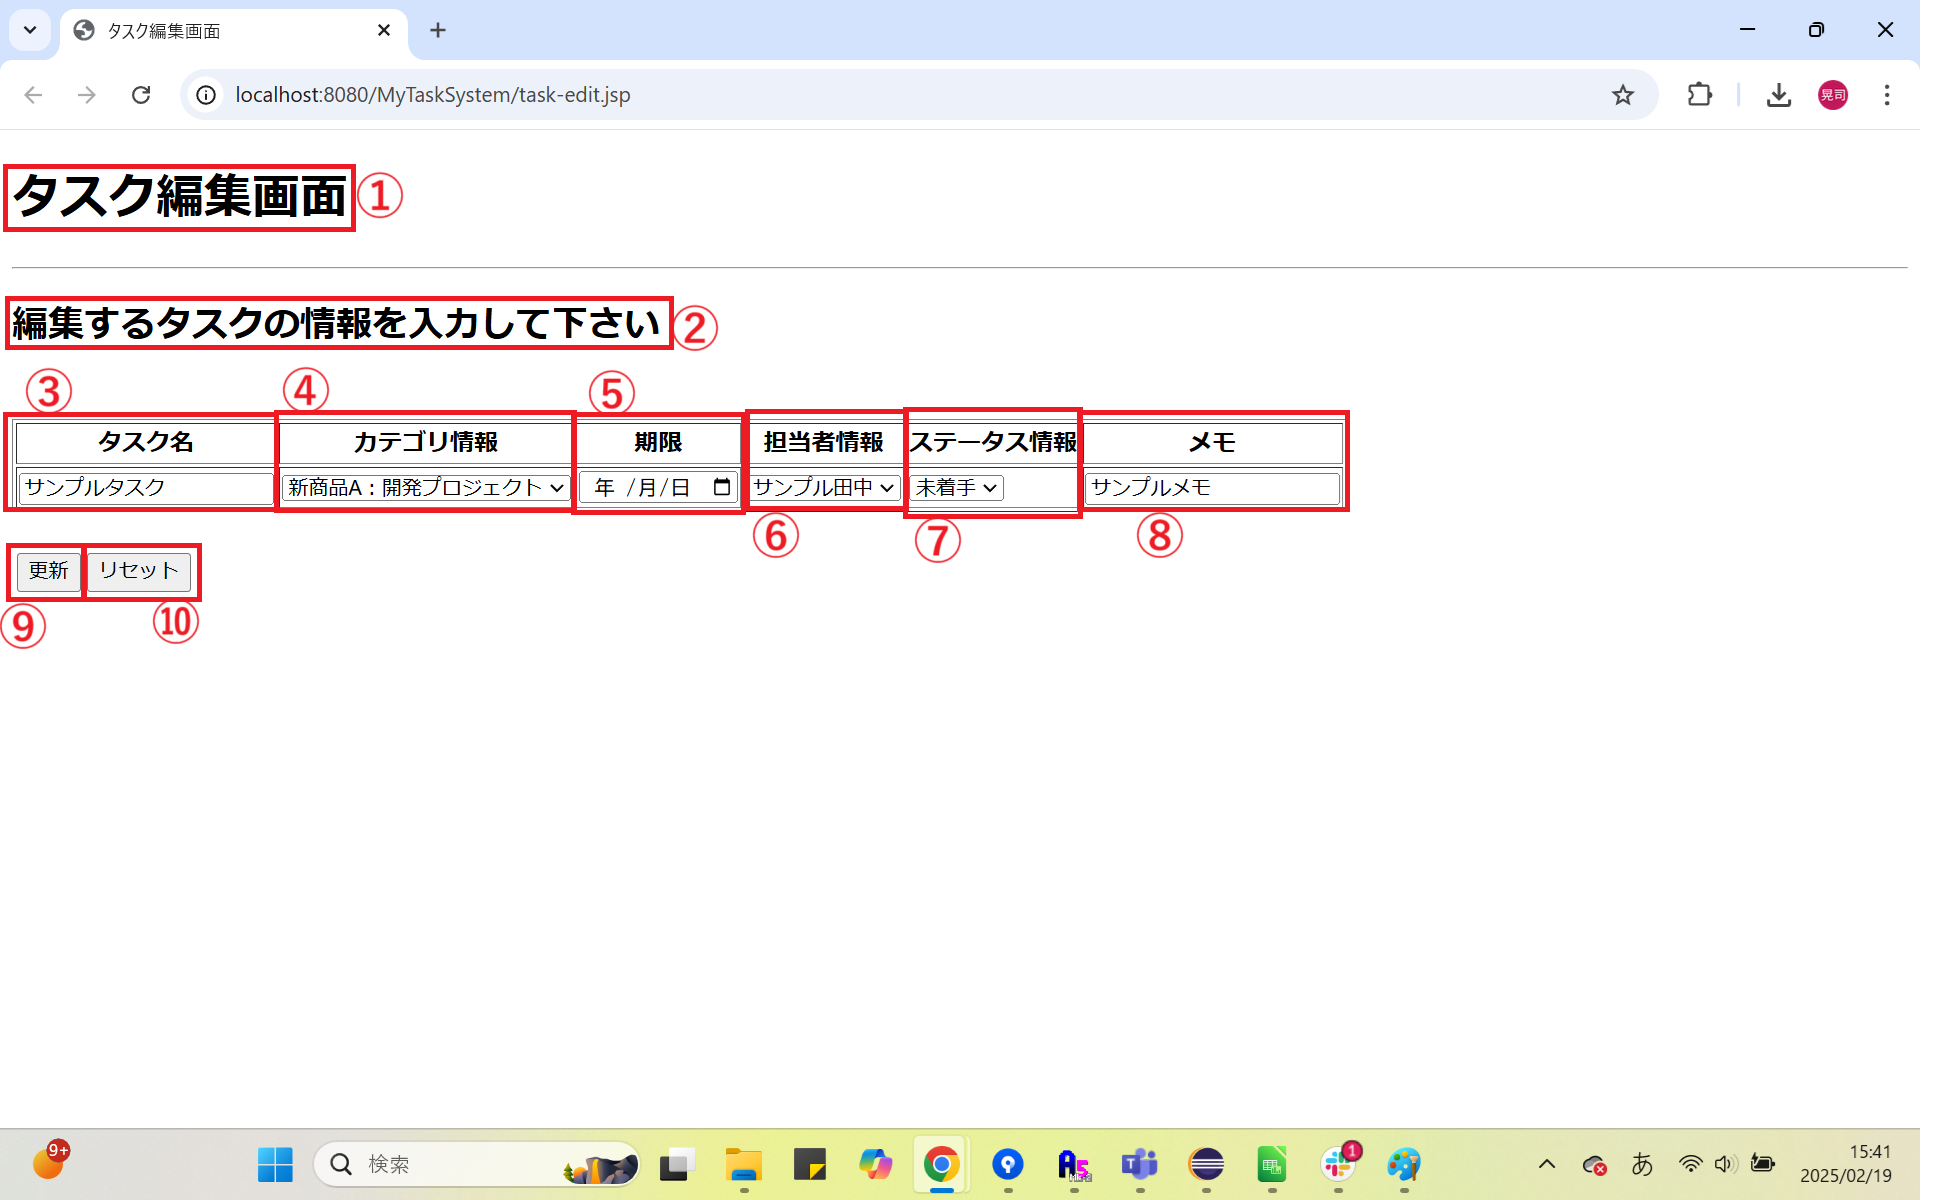 タスク編集画面
localhost:8080/MyTaskSystem/task-edit.jsp
晃司
タスク編集画面 ①
編集するタスクの情報を入力して下さい ②
③ ④ ⑤
タスク名 カテゴリ情報 期限 担当者情報 ステータス情報 メモ
サンプルタスク 新商品A:開発プロジェクト 年 /月/日 サンプル田中 未着手 サンプルメモ
⑥ ⑦ ⑧
更新 リセット
⑨ ⑩
9+
検索
1
あ
15:41
2025/02/19